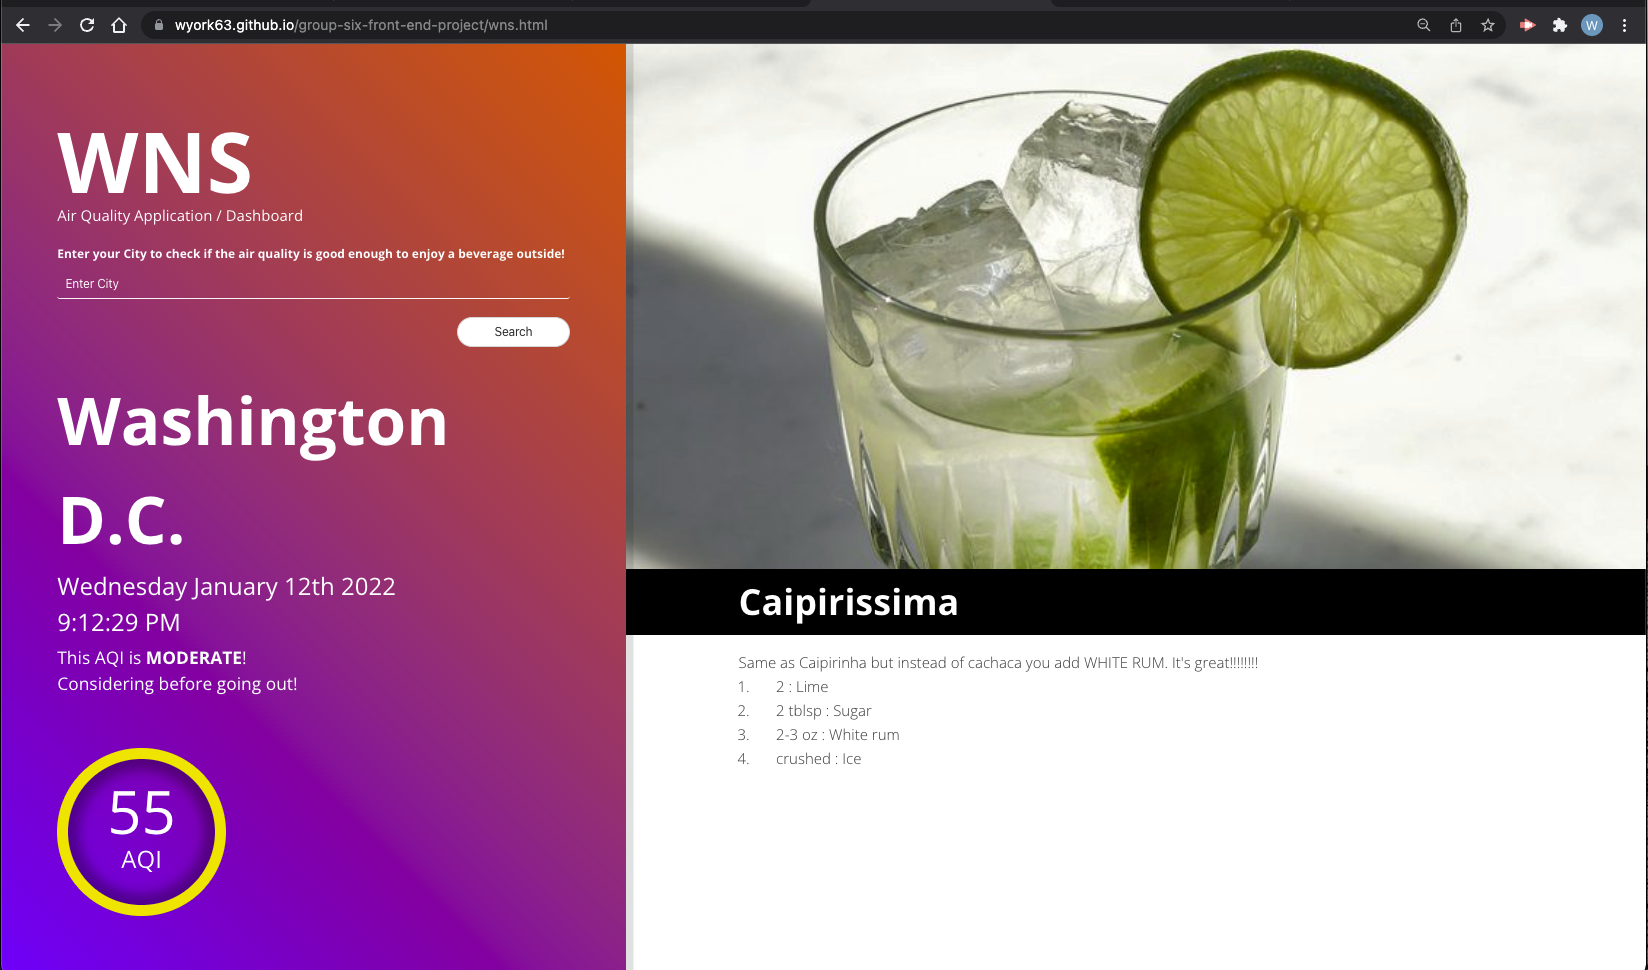 wyork63.github.io/group-six-front-end-project/wns.html
W
WNS
Air Quality Application / Dashboard
Enter your City to check if the air quality is good enough to enjoy a beverage outside!
Enter City
Search
Washington
D.C.
Wednesday January 12th 2022
9:12:29 PM
This AQI is MODERATE!
Considering before going out!
55
AQI
Caipirissima
Same as Caipirinha but instead of cachaca you add WHITE RUM. It's great!!!!!!!!
1. 2 : Lime
2. 2 tblsp : Sugar
3. 2-3 oz : White rum
4. crushed : Ice